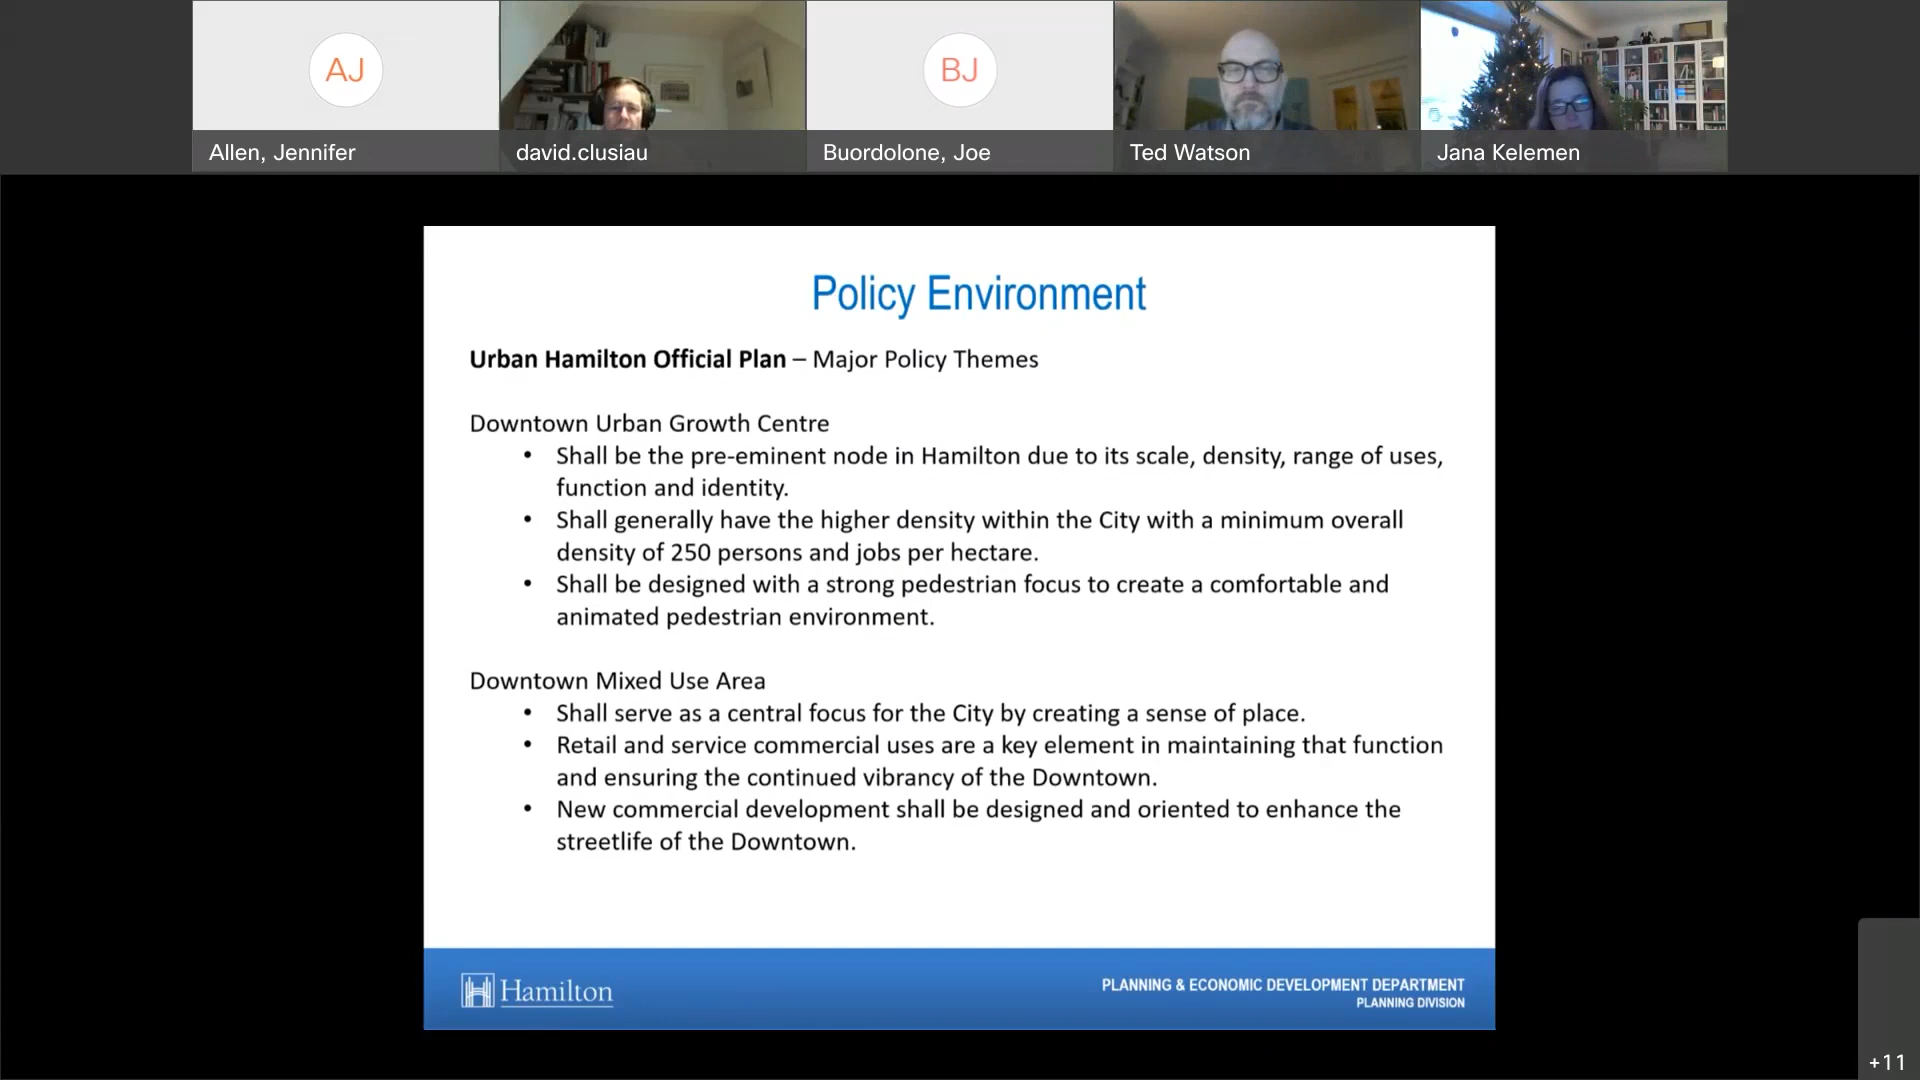 AJ
BJ
Allen, Jennifer
david.clusiau
Buordolone, Joe
Ted Watson
Jana Kelemen
Policy Environment
Urban Hamilton Official Plan – Major Policy Themes
Downtown Urban Growth Centre
• Shall be the pre-eminent node in Hamilton due to its scale, density, range of uses,
function and identity.
• Shall generally have the higher density within the City with a minimum overall
density of 250 persons and jobs per hectare.
• Shall be designed with a strong pedestrian focus to create a comfortable and
animated pedestrian environment.
Downtown Mixed Use Area
• Shall serve as a central focus for the City by creating a sense of place.
• Retail and service commercial uses are a key element in maintaining that function
and ensuring the continued vibrancy of the Downtown.
• New commercial development shall be designed and oriented to enhance the
streetlife of the Downtown.
Hamilton
PLANNING & ECONOMIC DEVELOPMENT DEPARTMENT
PLANNING DIVISION
+11